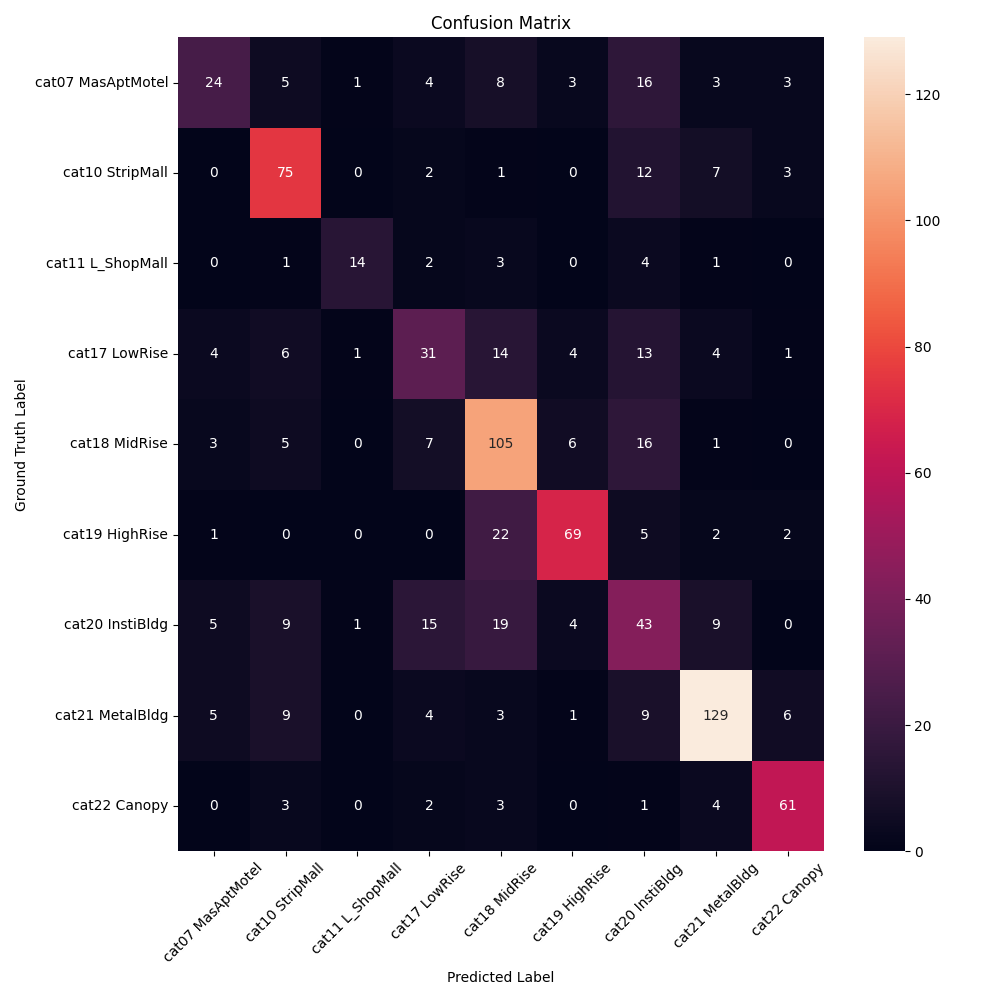 Confusion Matrix
cat07 MasAptMotel 24 5 1 4 8 3 16 3 3
cat10 StripMall 0 75 0 2 1 0 12 7 3
cat11 L_ShopMall 0 1 14 2 3 0 4 1 0
cat17 LowRise 4 6 1 31 14 4 13 4 1
cat18 MidRise 3 5 0 7 105 6 16 1 0
cat19 HighRise 1 0 0 0 22 69 5 2 2
cat20 InstiBldg 5 9 1 15 19 4 43 9 0
cat21 MetalBldg 5 9 0 4 3 1 9 129 6
cat22 Canopy 0 3 0 2 3 0 1 4 61
cat07 MasAptMotel cat10 StripMall cat11 L_ShopMall cat17 LowRise cat18 MidRise cat19 HighRise cat20 InstiBldg cat21 MetalBldg cat22 Canopy
Predicted Label
Ground Truth Label
120
100
80
60
40
20
0